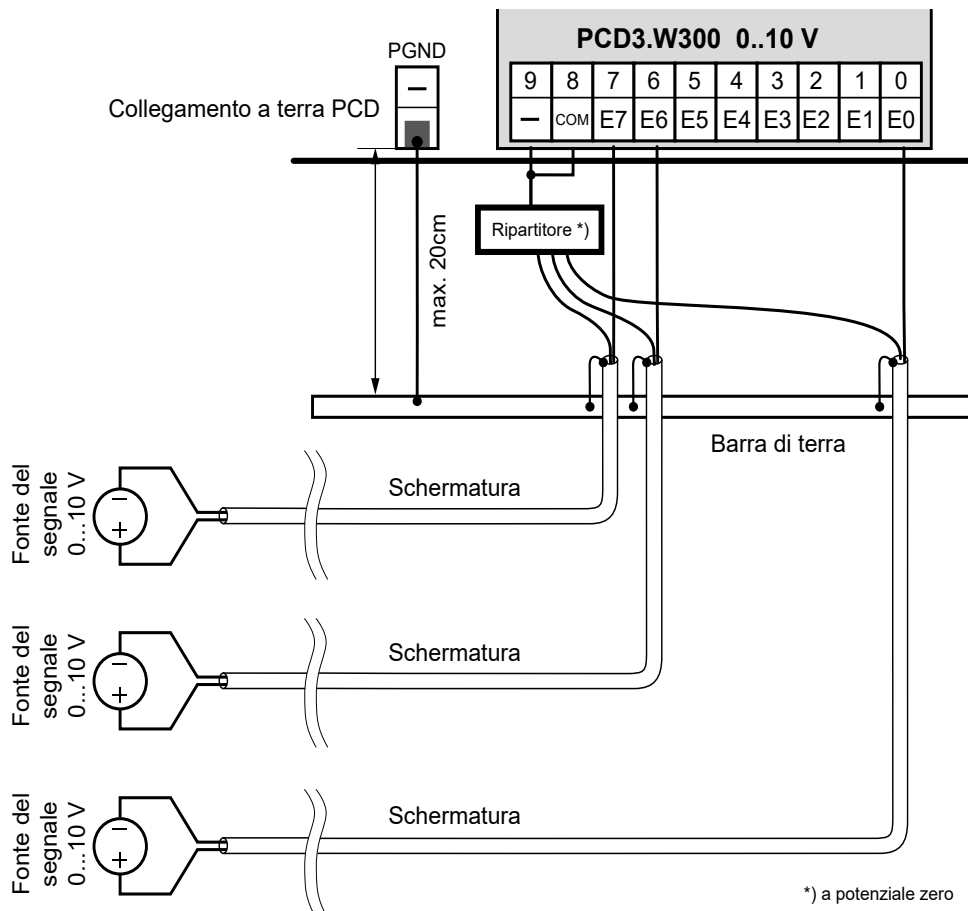 PCD3.W300 0..10 V
PGND
–
Collegamento a terra PCD
9 8 7 6 5 4 3 2 1 0
– COM E7 E6 E5 E4 E3 E2 E1 E0
Ripartitore *)
max. 20cm
Barra di terra
Fonte del
segnale
0...10 V
– +
Schermatura
Fonte del
segnale
0...10 V
– +
Schermatura
Fonte del
segnale
0...10 V
– +
Schermatura
*) a potenziale zero